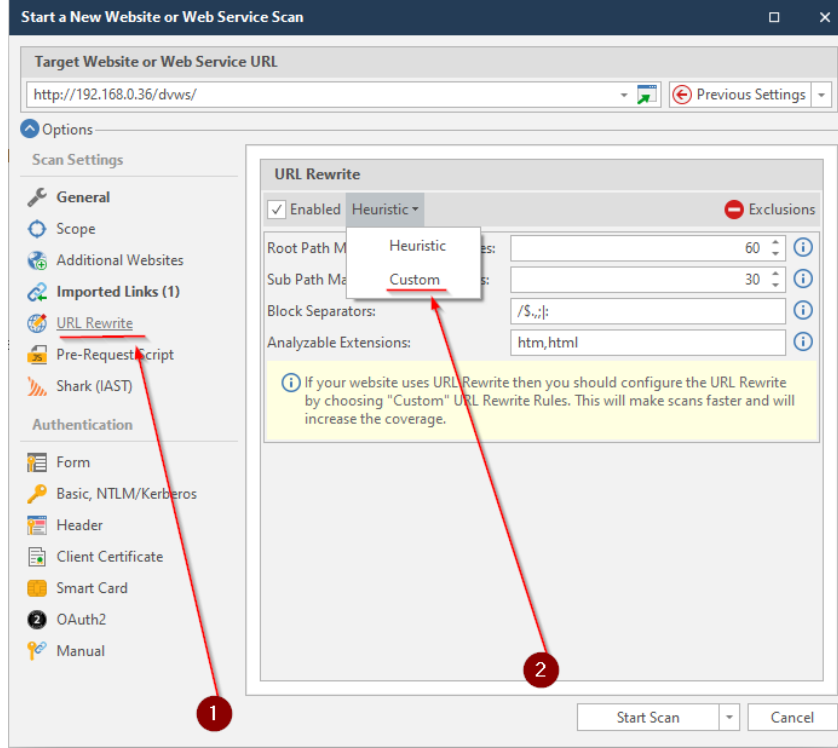 Start a New Website or Web Service Scan
Target Website or Web Service URL
http://192.168.0.36/dvws/
Previous Settings
Options
Scan Settings
General
Scope
Additional Websites
Imported Links (1)
URL Rewrite
Pre-Request Script
Shark (IAST)
Authentication
Form
Basic, NTLM/Kerberos
Header
Client Certificate
Smart Card
2 OAuth2
Manual
URL Rewrite
Enabled Heuristic
Exclusions
Heuristic
Custom
Root Path M es: 60
Sub Path Ma s: 30
Block Separators: /$.,;|:
Analyzable Extensions: htm,html
If your website uses URL Rewrite then you should configure the URL Rewrite
by choosing "Custom" URL Rewrite Rules. This will make scans faster and will
increase the coverage.
1
2
Start Scan
Cancel